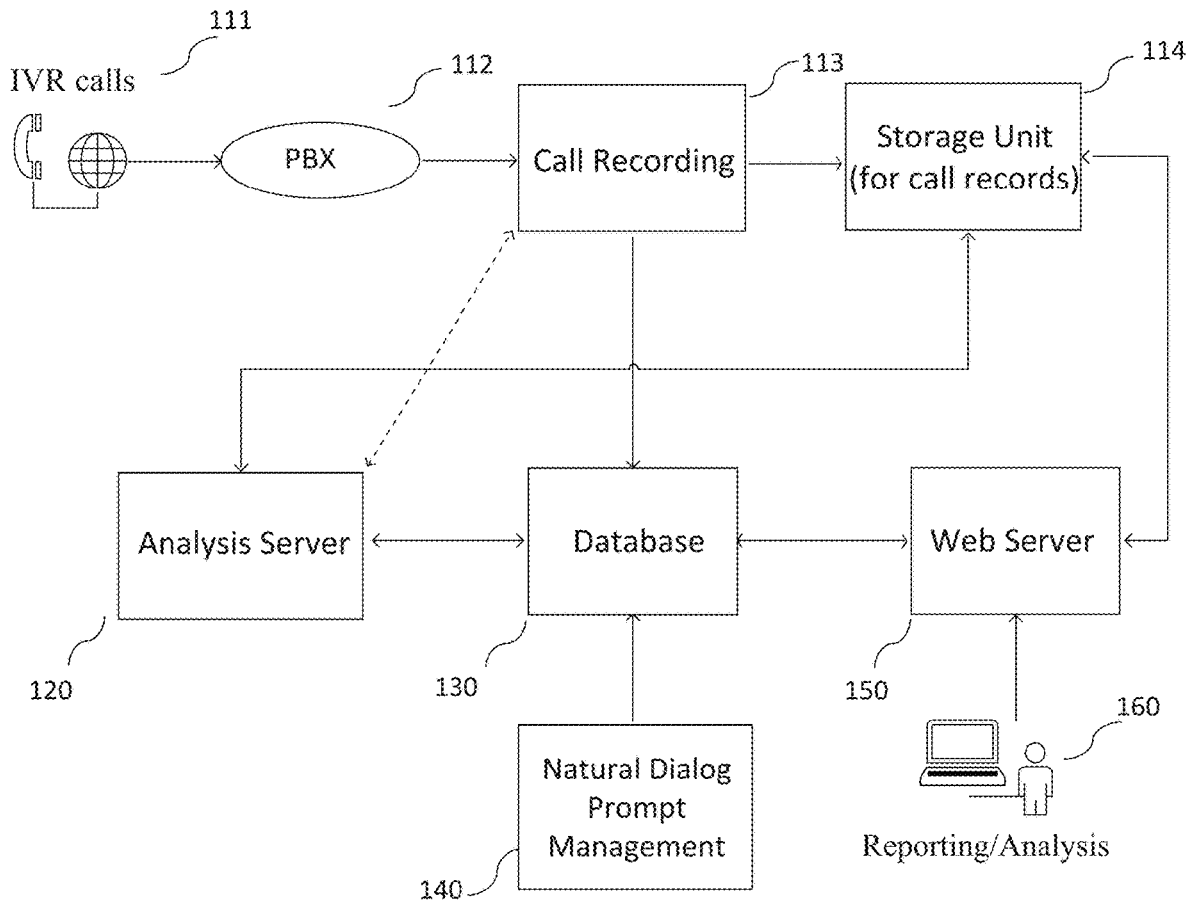 111
IVR calls
112
PBX
113
Call Recording
114
Storage Unit
(for call records)
Analysis Server
120
Database
130
Web Server
150
Natural Dialog
Prompt
Management
140
160
Reporting/Analysis